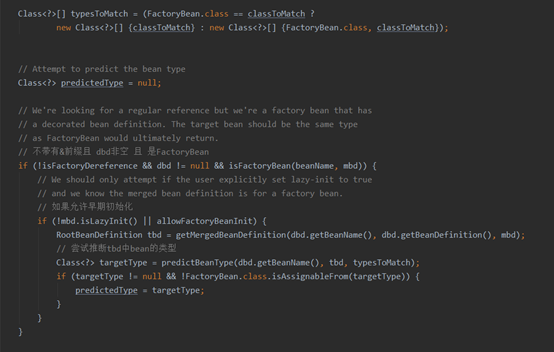 Class<?>[] typesToMatch = (FactoryBean.class == classToMatch ?
new Class<?>[] {classToMatch} : new Class<?>[] {FactoryBean.class, classToMatch});
// Attempt to predict the bean type
Class<?> predictedType = null;
// We're looking for a regular reference but we're a factory bean that has
// a decorated bean definition. The target bean should be the same type
// as FactoryBean would ultimately return.
// 不带有&前缀且 dbd非空 且 是FactoryBean
if (!isFactoryDereference && dbd != null && isFactoryBean(beanName, mbd)) {
// We should only attempt if the user explicitly set lazy-init to true
// and we know the merged bean definition is for a factory bean.
// 如果允许早期初始化
if (!mbd.isLazyInit() || allowFactoryBeanInit) {
RootBeanDefinition tbd = getMergedBeanDefinition(dbd.getBeanName(), dbd.getBeanDefinition(), mbd);
// 尝试推断tbd中bean的类型
Class<?> targetType = predictBeanType(dbd.getBeanName(), tbd, typesToMatch);
if (targetType != null && !FactoryBean.class.isAssignableFrom(targetType)) {
predictedType = targetType;
}
}
}